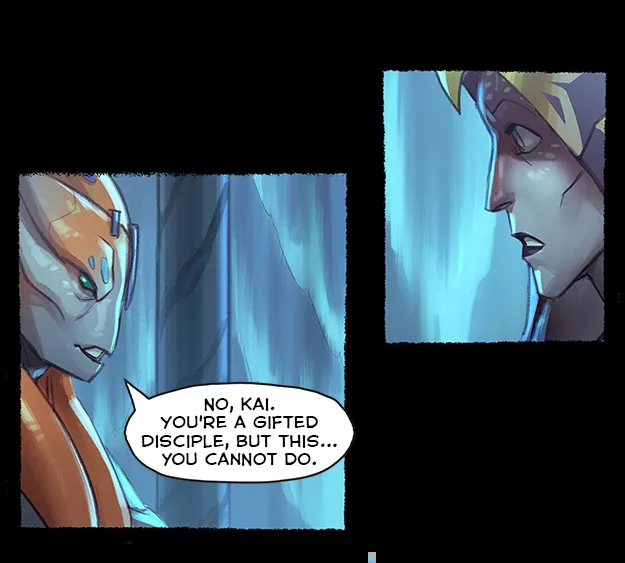 NO, KAI.
YOU'RE A GIFTED
DISCIPLE, BUT THIS...
YOU CANNOT DO.